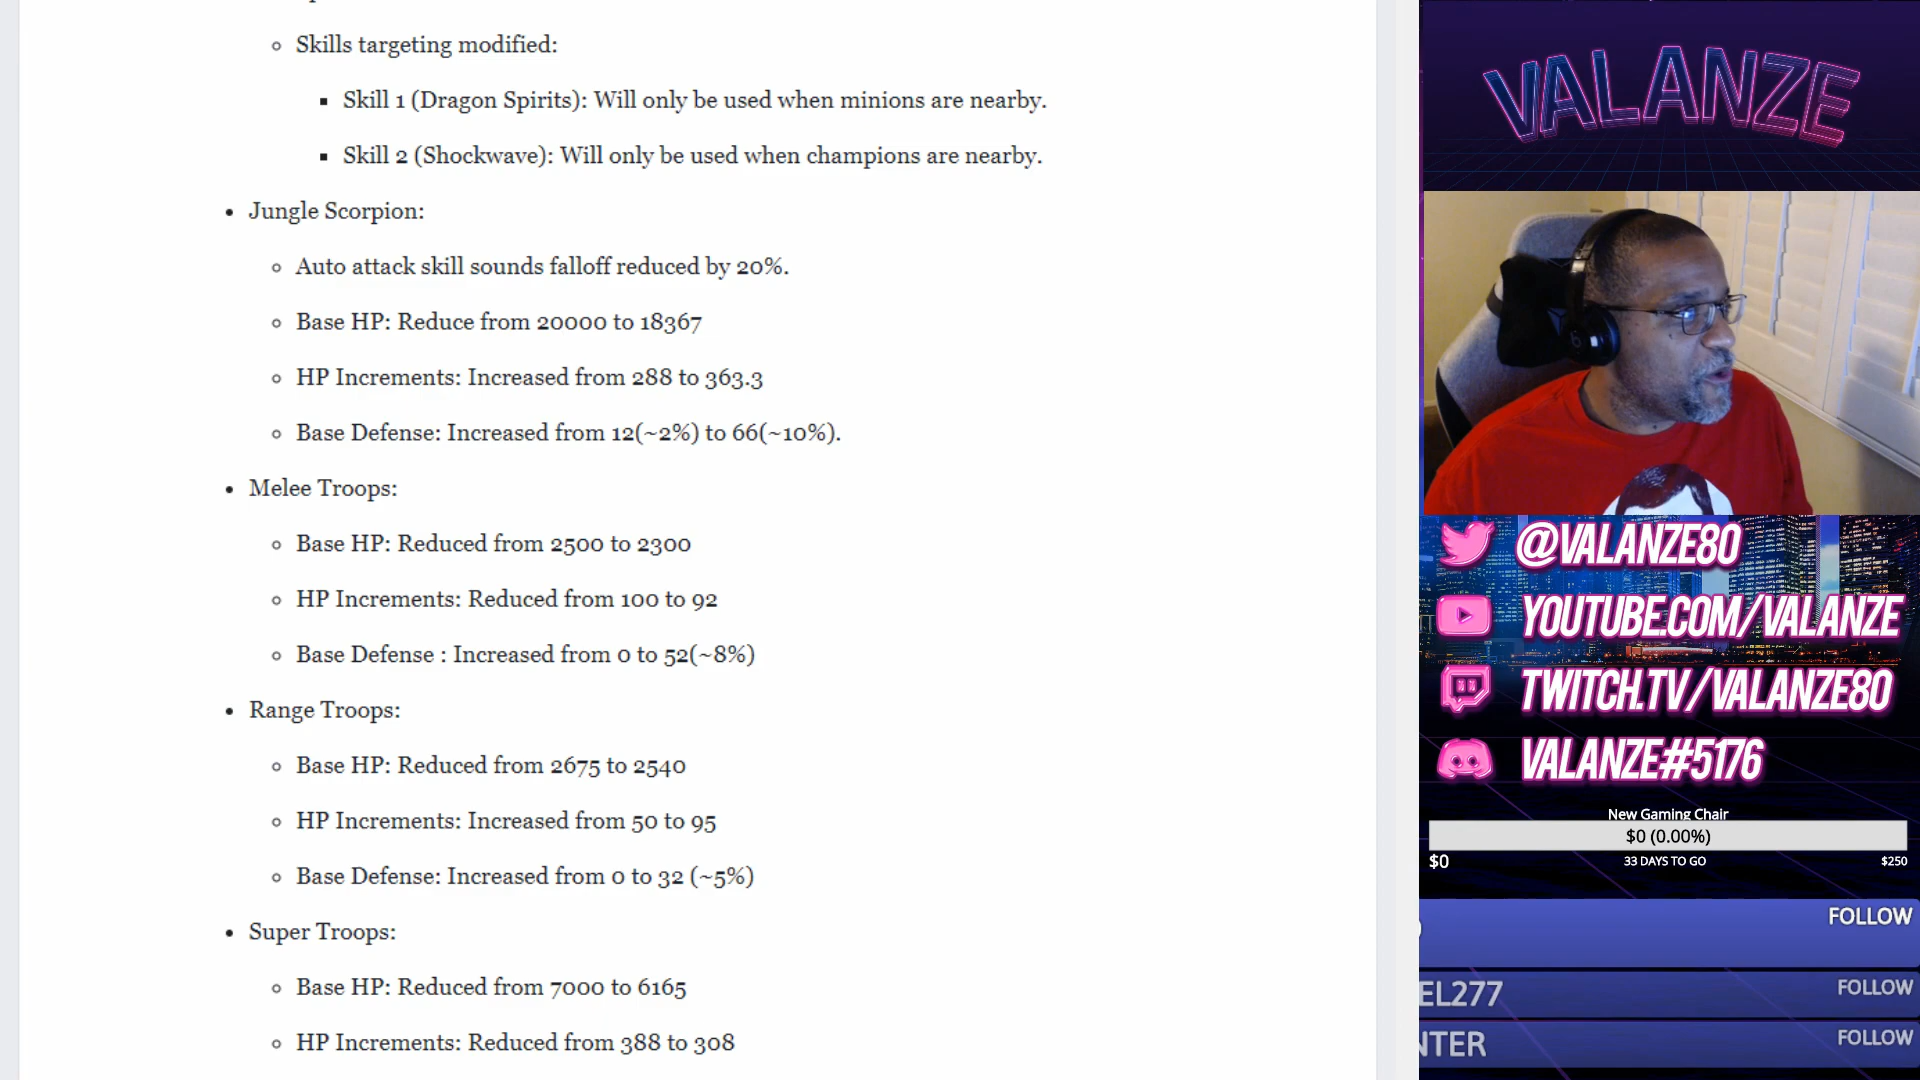 Skills targeting modified:
Skill 1 (Dragon Spirits): Will only be used when minions are nearby.
Skill 2 (Shockwave): Will only be used when champions are nearby.
Jungle Scorpion:
Auto attack skill sounds falloff reduced by 20%.
Base HP: Reduce from 20000 to 18367
HP Increments: Increased from 288 to 363.3
Base Defense: Increased from 12(~2%) to 66(~10%).
Melee Troops:
Base HP: Reduced from 2500 to 2300
HP Increments: Reduced from 100 to 92
Base Defense : Increased from 0 to 52(~8%)
Range Troops:
Base HP: Reduced from 2675 to 2540
HP Increments: Increased from 50 to 95
Base Defense: Increased from 0 to 32 (~5%)
Super Troops:
Base HP: Reduced from 7000 to 6165
HP Increments: Reduced from 388 to 308
VALANZE
@VALANZE80
YOUTUBE.COM/VALANZE
TWITCH.TV/VALANZE80
VALANZE#5176
New Gaming Chair
$0 (0.00%)
$0 33 DAYS TO GO $250
FOLLOW
EL277 FOLLOW
NTER FOLLOW